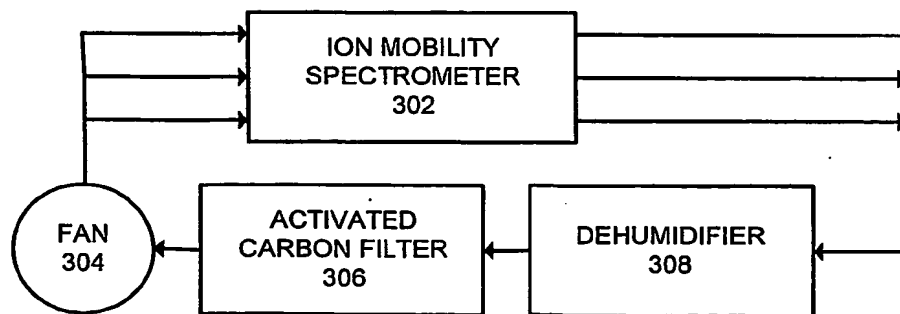 ION MOBILITY
SPECTROMETER
302
FAN
304
ACTIVATED
CARBON FILTER
306
DEHUMIDIFIER
308